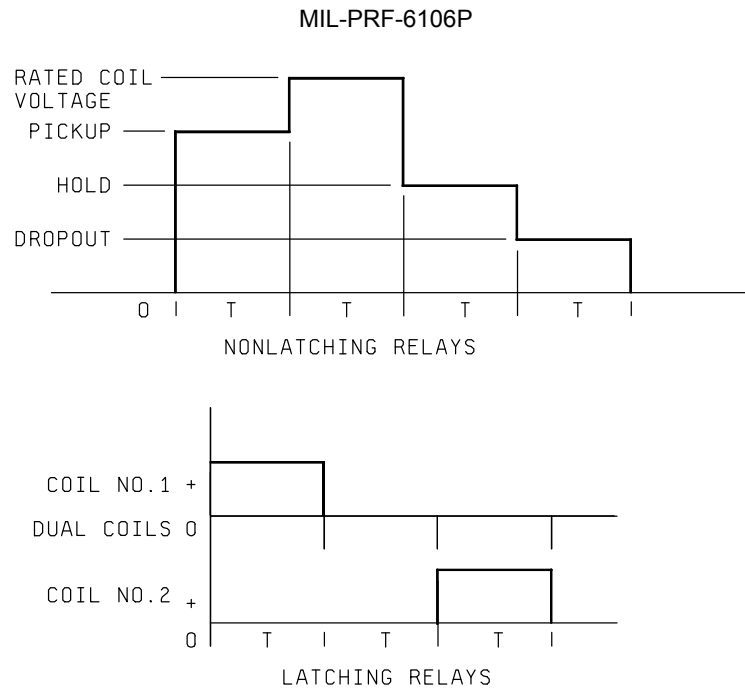 MIL-PRF-6106P
RATED COIL
VOLTAGE
PICKUP
HOLD
DROPOUT
0 T T T T
NONLATCHING RELAYS
COIL NO.1 +
DUAL COILS 0
COIL NO.2 +
0 T T T
LATCHING RELAYS